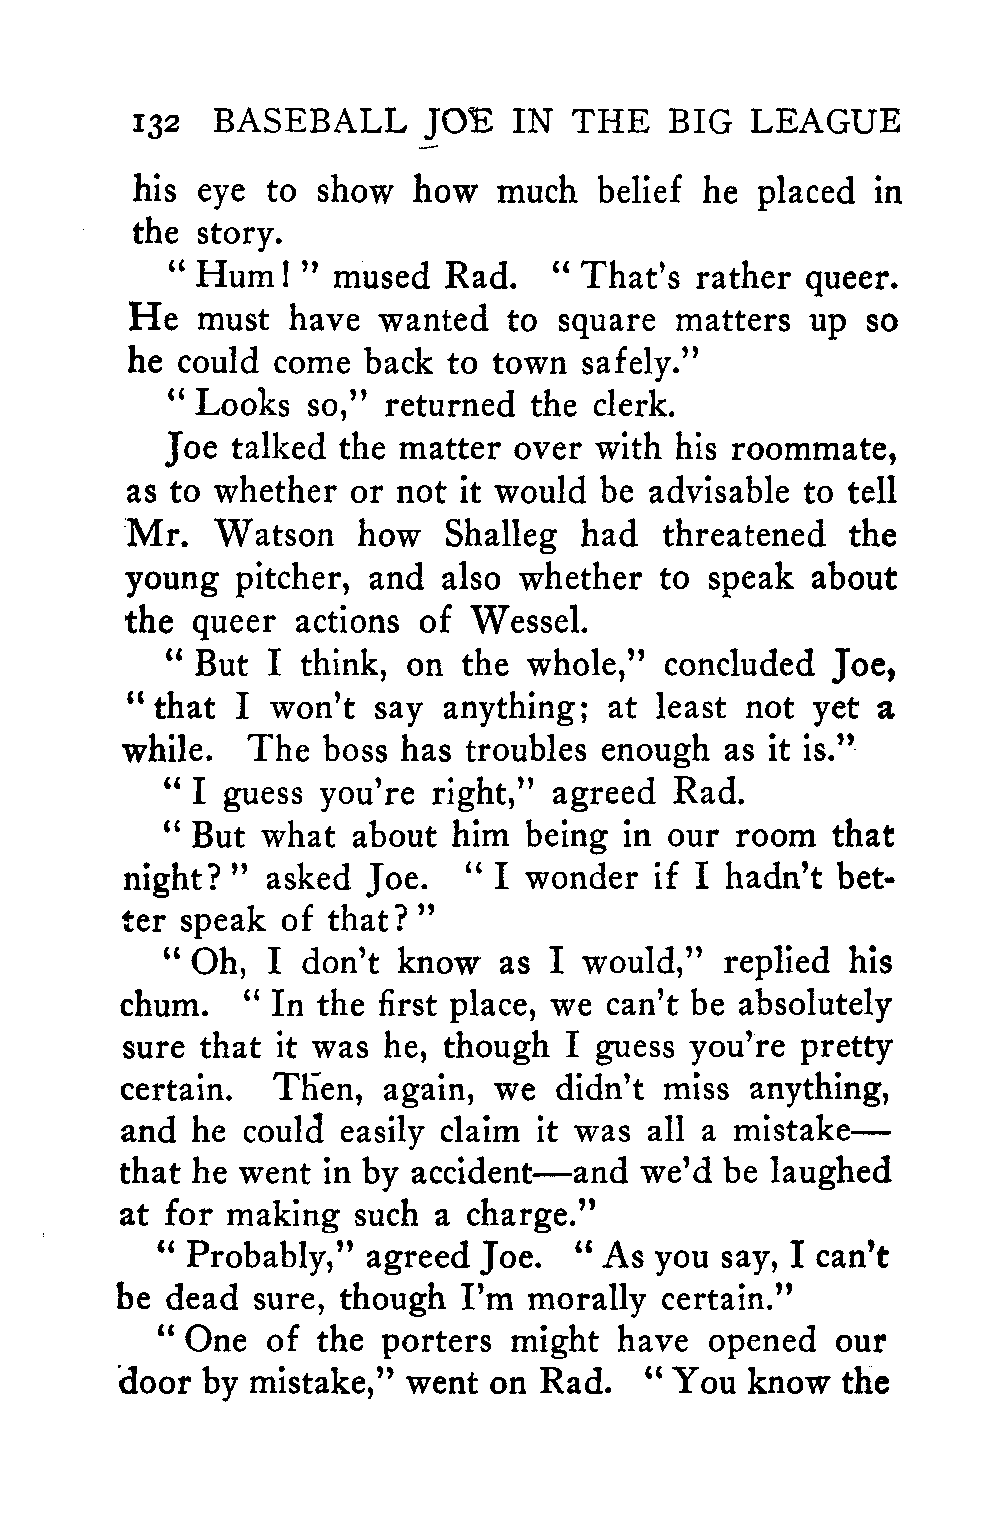 132 BASEBALL JOE IN THE BIG LEAGUE
his eye to show how much belief he placed in
the story.
“ Hum! ” mused Rad. “ That’s rather queer.
He must have wanted to square matters up so
he could come back to town safely.”
“ Looks so,” returned the clerk.
Joe talked the matter over with his roommate,
as to whether or not it would be advisable to tell
Mr. Watson how Shalleg had threatened the
young pitcher, and also whether to speak about
the queer actions of Wessel.
“ But I think, on the whole,” concluded Joe,
“ that I won’t say anything; at least not yet a
while. The boss has troubles enough as it is.”
“ I guess you’re right,” agreed Rad.
“ But what about him being in our room that
night? ” asked Joe. “ I wonder if I hadn’t bet-
ter speak of that? ”
“ Oh, I don’t know as I would,” replied his
chum. “ In the first place, we can’t be absolutely
sure that it was he, though I guess you’re pretty
certain. Then, again, we didn’t miss anything,
and he could easily claim it was all a mistake—
that he went in by accident—and we’d be laughed
at for making such a charge.”
“ Probably,” agreed Joe. “ As you say, I can’t
be dead sure, though I’m morally certain.”
“ One of the porters might have opened our
door by mistake,” went on Rad. “ You know the